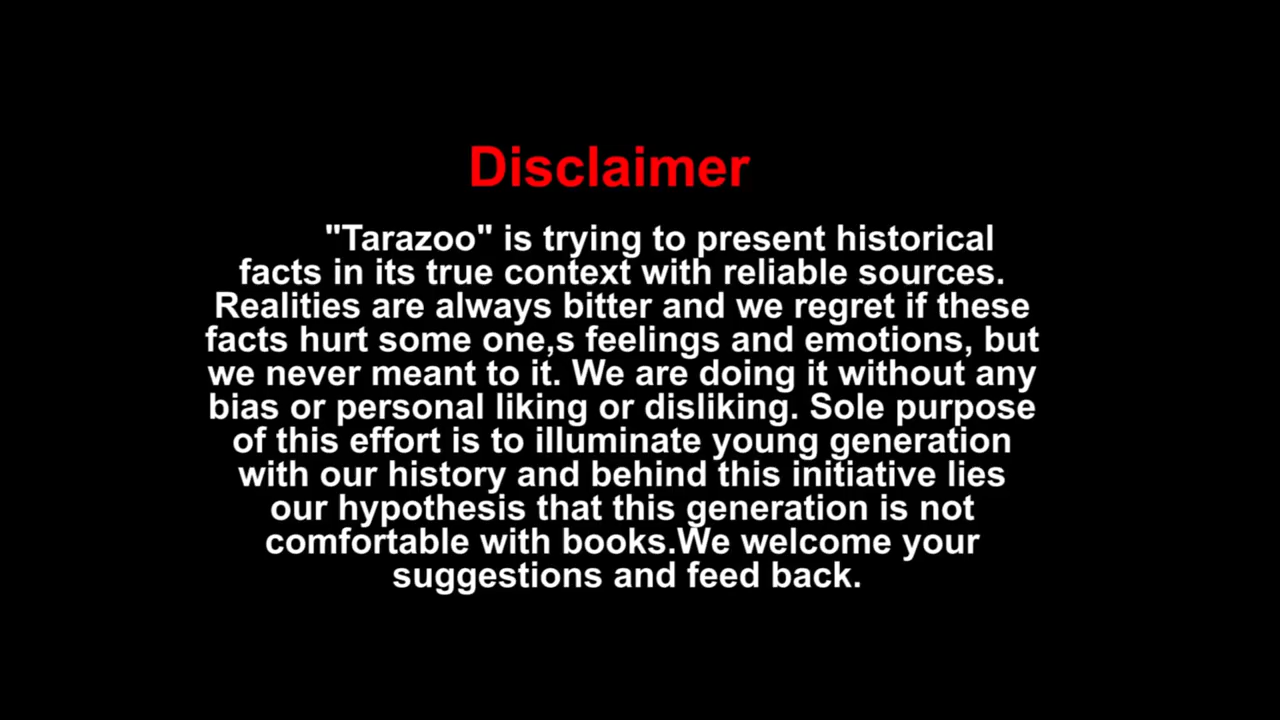 Disclaimer
"Tarazoo" is trying to present historical
facts in its true context with reliable sources.
Realities are always bitter and we regret if these
facts hurt some one,s feelings and emotions, but
we never meant to it. We are doing it without any
bias or personal liking or disliking. Sole purpose
of this effort is to illuminate young generation
with our history and behind this initiative lies
our hypothesis that this generation is not
comfortable with books.We welcome your
suggestions and feed back.